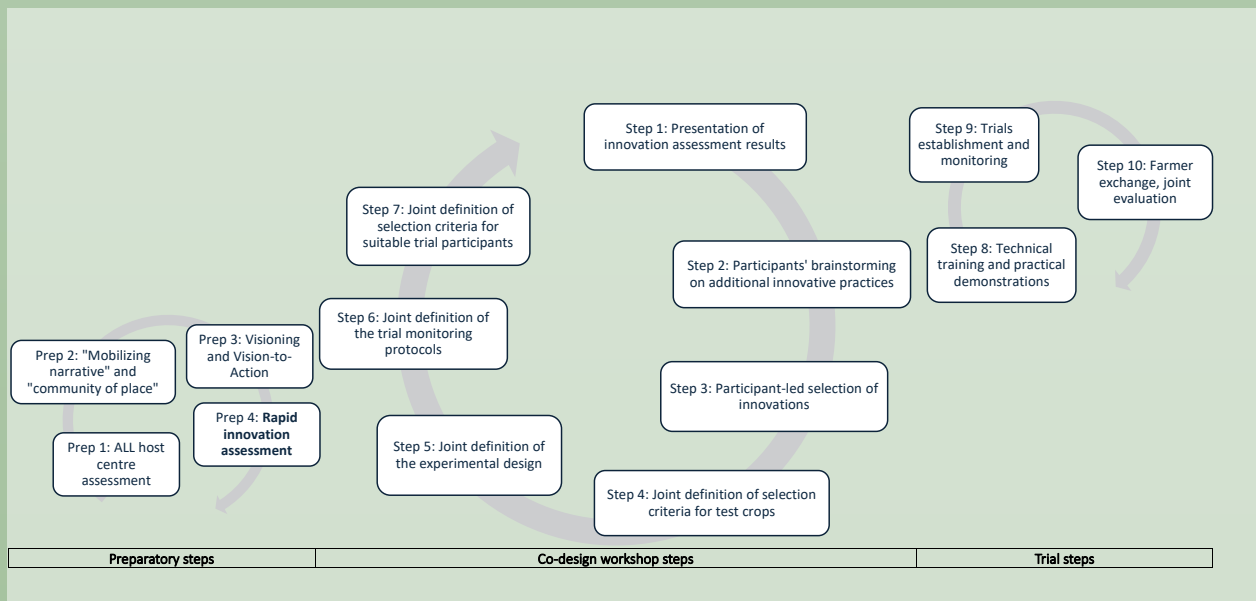 Prep 1: ALL host
centre
assessment
Prep 2: "Mobilizing
narrative" and
"community of place"
Prep 3: Visioning
and Vision-to-
Action
Prep 4: Rapid
innovation
assessment
Step 1: Presentation of
innovation assessment results
Step 2: Participants' brainstorming
on additional innovative practices
Step 3: Participant-led selection of
innovations
Step 4: Joint definition of selection
criteria for test crops
Step 5: Joint definition of
the experimental design
Step 6: Joint definition of
the trial monitoring
protocols
Step 7: Joint definition of
selection criteria for
suitable trial participants
Step 8: Technical
training and practical
demonstrations
Step 9: Trials
establishment and
monitoring
Step 10: Farmer
exchange, joint
evaluation
Preparatory steps
Co-design workshop steps
Trial steps